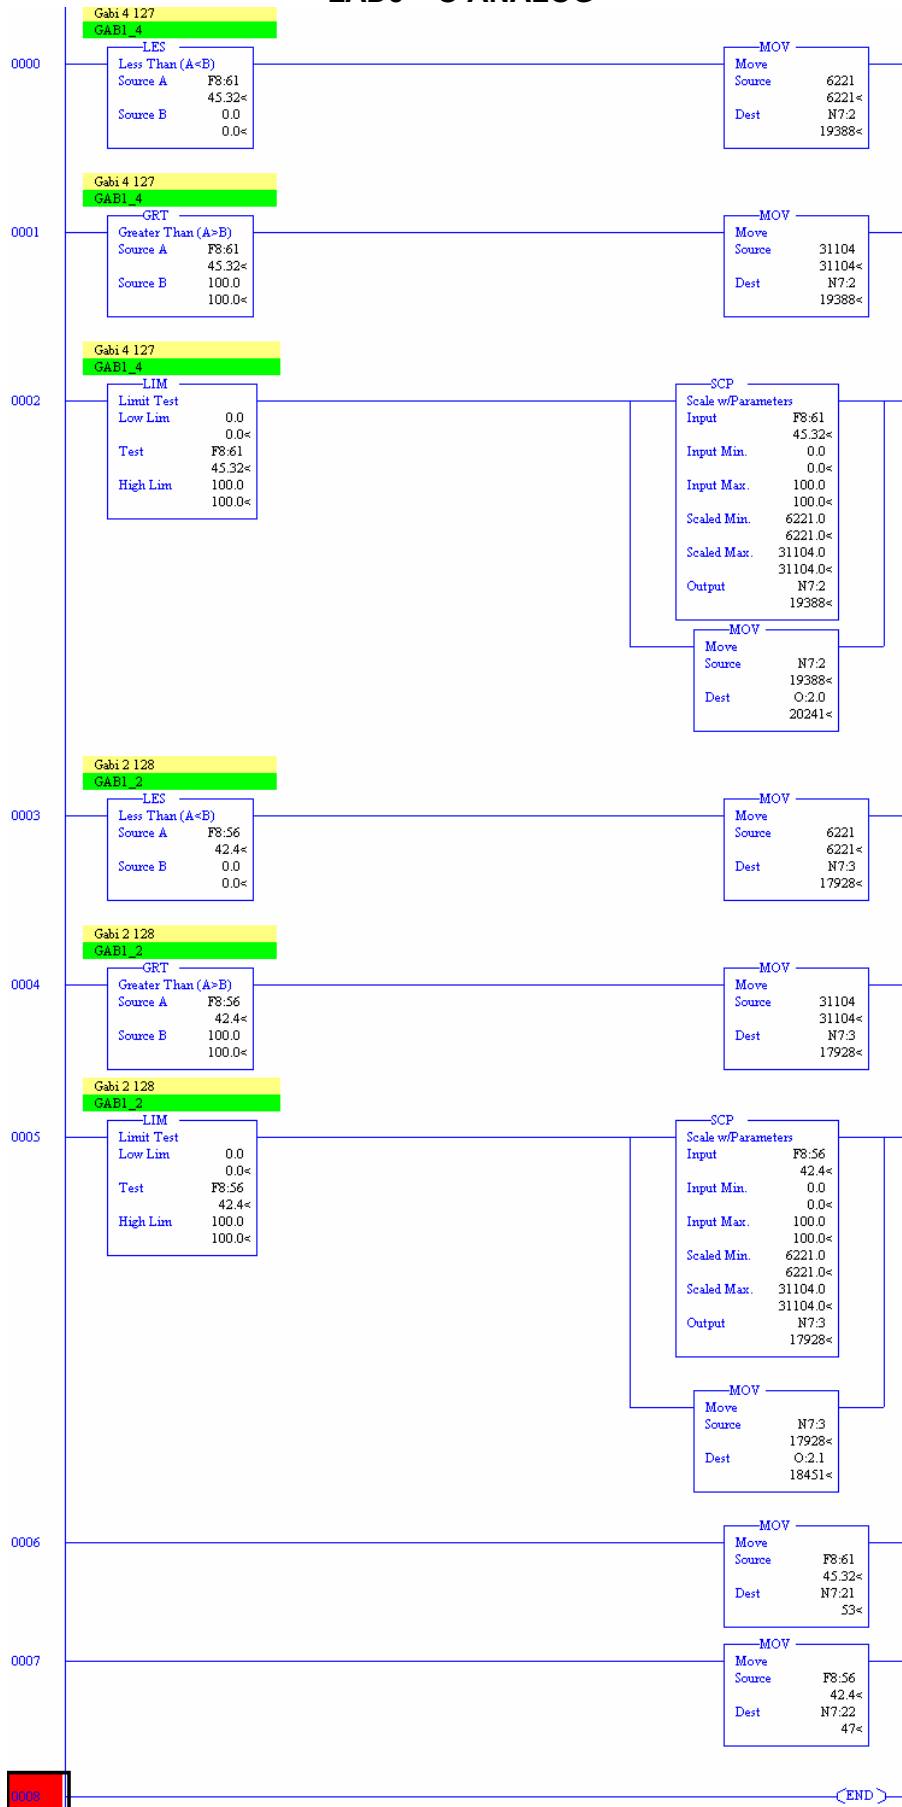 Gabi 4 127
GAB1_4
0000
LES
Less Than (A<B)
Source A F8:61
45.32<
Source B 0.0
0.0<
MOV
Move
Source 6221
6221<
Dest N7:2
19388<
Gabi 4 127
GAB1_4
0001
GRT
Greater Than (A>B)
Source A F8:61
45.32<
Source B 100.0
100.0<
MOV
Move
Source 31104
31104<
Dest N7:2
19388<
Gabi 4 127
GAB1_4
0002
LIM
Limit Test
Low Lim 0.0
0.0<
Test F8:61
45.32<
High Lim 100.0
100.0<
SCP
Scale w/Parameters
Input F8:61
45.32<
Input Min. 0.0
0.0<
Input Max. 100.0
100.0<
Scaled Min. 6221.0
6221.0<
Scaled Max. 31104.0
31104.0<
Output N7:2
19388<
MOV
Move
Source N7:2
19388<
Dest O:2.0
20241<
Gabi 2 128
GAB1_2
0003
LES
Less Than (A<B)
Source A F8:56
42.4<
Source B 0.0
0.0<
MOV
Move
Source 6221
6221<
Dest N7:3
17928<
Gabi 2 128
GAB1_2
0004
GRT
Greater Than (A>B)
Source A F8:56
42.4<
Source B 100.0
100.0<
MOV
Move
Source 31104
31104<
Dest N7:3
17928<
Gabi 2 128
GAB1_2
0005
LIM
Limit Test
Low Lim 0.0
0.0<
Test F8:56
42.4<
High Lim 100.0
100.0<
SCP
Scale w/Parameters
Input F8:56
42.4<
Input Min. 0.0
0.0<
Input Max. 100.0
100.0<
Scaled Min. 6221.0
6221.0<
Scaled Max. 31104.0
31104.0<
Output N7:3
17928<
MOV
Move
Source N7:3
17928<
Dest O:2.1
18451<
0006
MOV
Move
Source F8:61
45.32<
Dest N7:21
53<
0007
MOV
Move
Source F8:56
42.4<
Dest N7:22
47<
0008
END